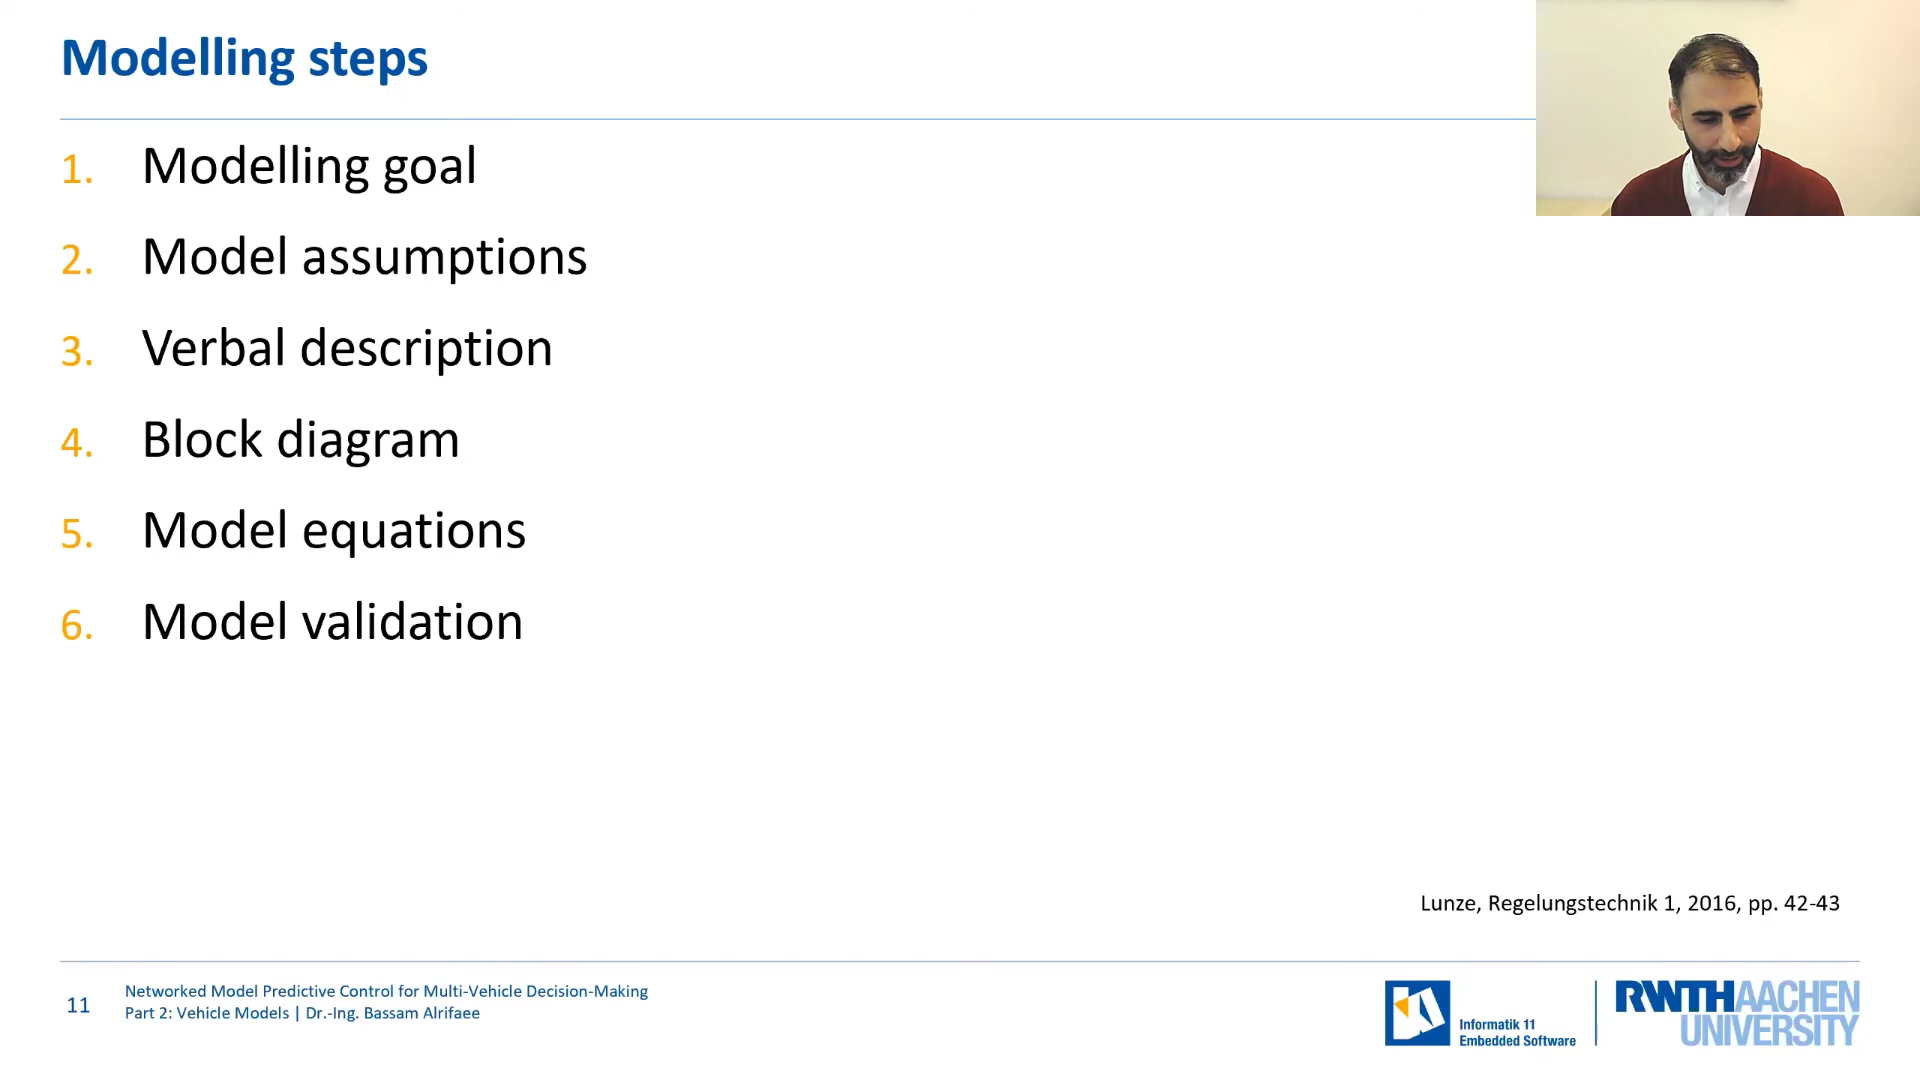 Modelling steps
1. Modelling goal
2. Model assumptions
3. Verbal description
4. Block diagram
5. Model equations
6. Model validation
Lunze, Regelungstechnik 1, 2016, pp. 42-43
11
Networked Model Predictive Control for Multi-Vehicle Decision-Making
Part 2: Vehicle Models | Dr.-Ing. Bassam Alrifaee
Informatik 11
Embedded Software
RWTHAACHEN
UNIVERSITY